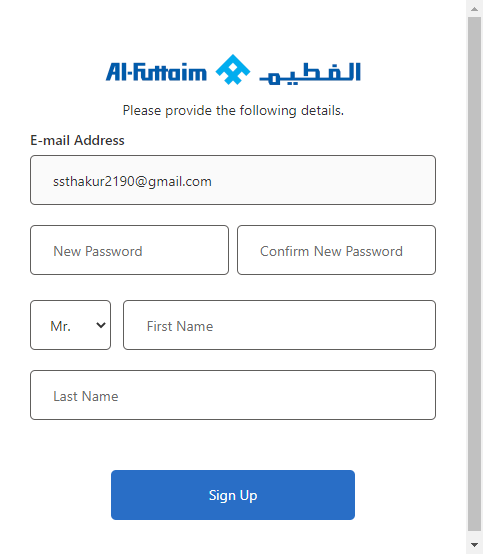 Al-Futtaim الفطيم
Please provide the following details.
E-mail Address
ssthakur2190@gmail.com
New Password Confirm New Password
Mr. First Name
Last Name
Sign Up